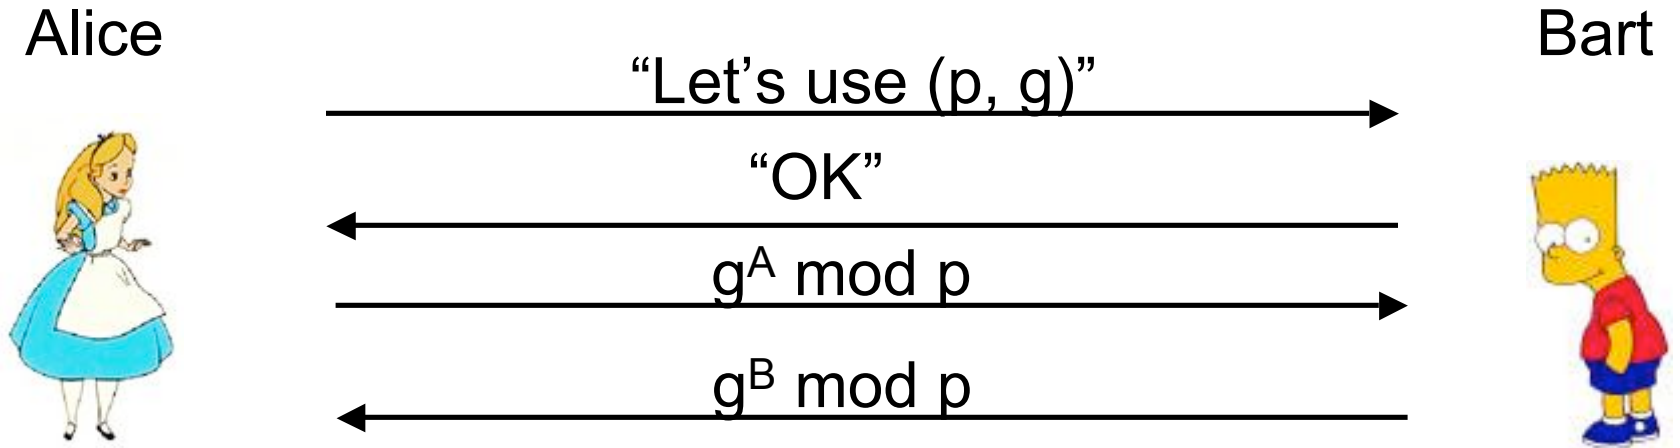 Alice
Bart
“Let’s use (p, g)”
“OK”
gᴬ mod p
gᴮ mod p